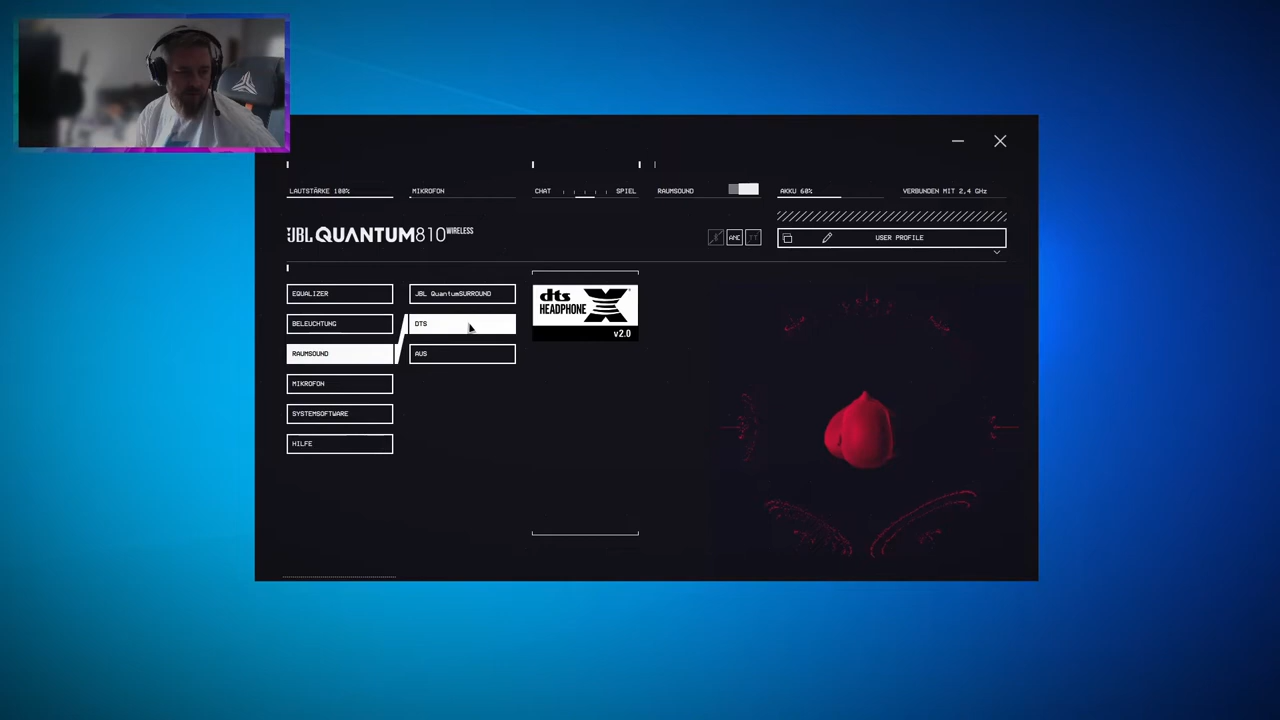 LAUTSTÄRKE 100%
MIKROFON
CHAT
SPIEL
RAUMSOUND
AKKU 60%
VERBUNDEN MIT 2,4 GHz
JBL QUANTUM810 WIRELESS
ANC
TT
USER PROFILE
EQUALIZER
JBL QuantumSURROUND
dts
HEADPHONE X
v2.0
BELEUCHTUNG
DTS
RAUMSOUND
AUS
MIKROFON
SYSTEMSOFTWARE
HILFE